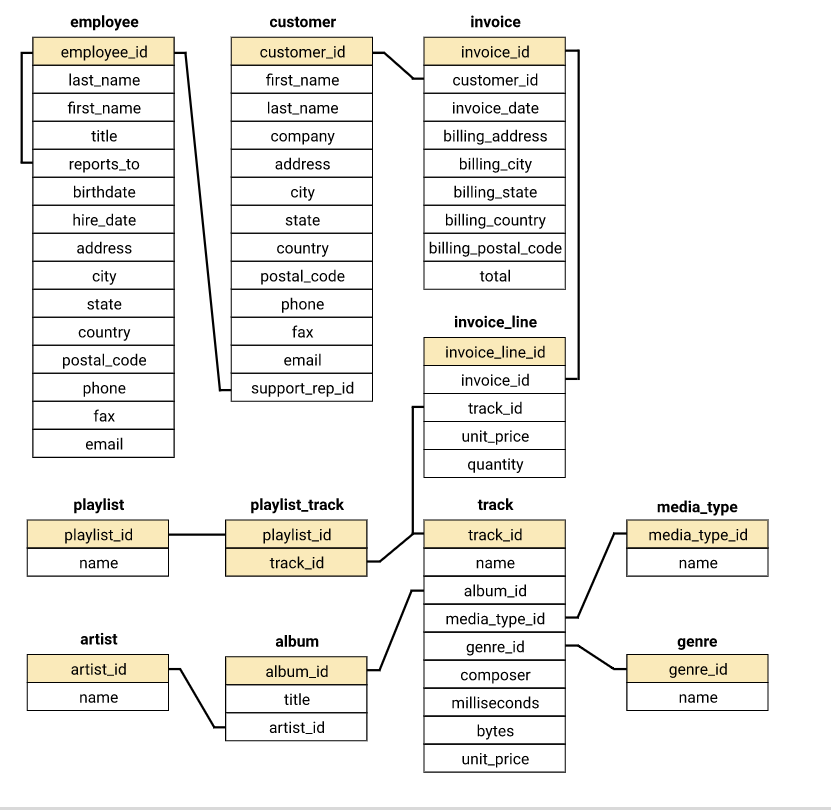 employee
employee_id
last_name
first_name
title
reports_to
birthdate
hire_date
address
city
state
country
postal_code
phone
fax
email
customer
customer_id
first_name
last_name
company
address
city
state
country
postal_code
phone
fax
email
support_rep_id
invoice
invoice_id
customer_id
invoice_date
billing_address
billing_city
billing_state
billing_country
billing_postal_code
total
invoice_line
invoice_line_id
invoice_id
track_id
unit_price
quantity
playlist
playlist_id
name
playlist_track
playlist_id
track_id
track
track_id
name
album_id
media_type_id
genre_id
composer
milliseconds
bytes
unit_price
media_type
media_type_id
name
artist
artist_id
name
album
album_id
title
artist_id
genre
genre_id
name